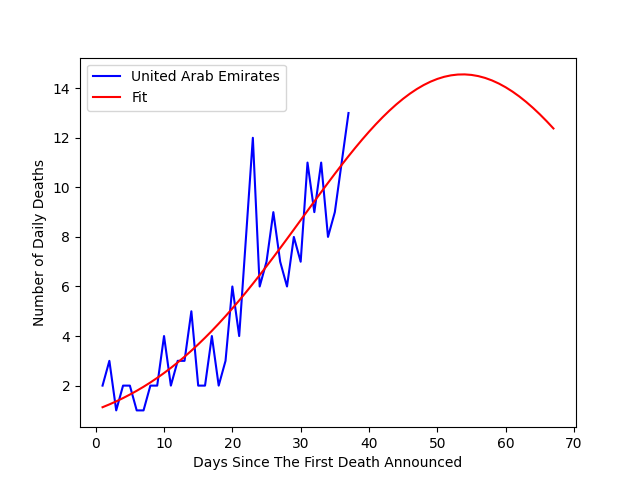 United Arab Emirates
Fit
14
12
10
8
6
4
2
Number of Daily Deaths
0 10 20 30 40 50 60 70
Days Since The First Death Announced